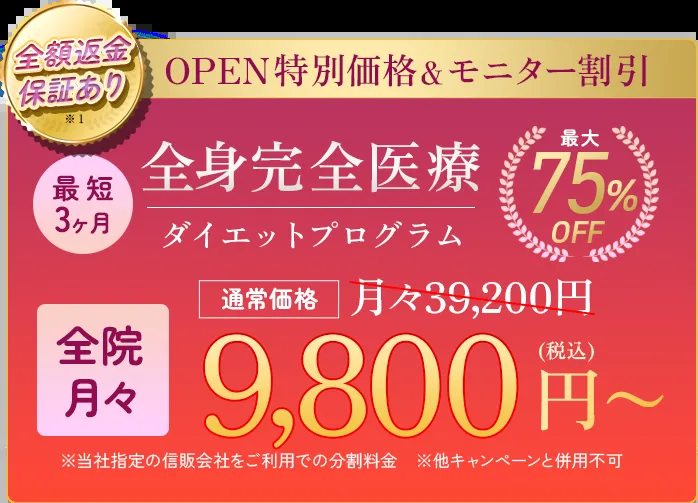 全額返金
保証あり
※1
OPEN特別価格&モニター割引
最短
3ヶ月
全身完全医療
ダイエットプログラム
最大
75%
OFF
通常価格 月々39,200円
全院
月々
9,800円～
(税込)
※当社指定の信販会社をご利用での分割料金 ※他キャンペーンと併用不可